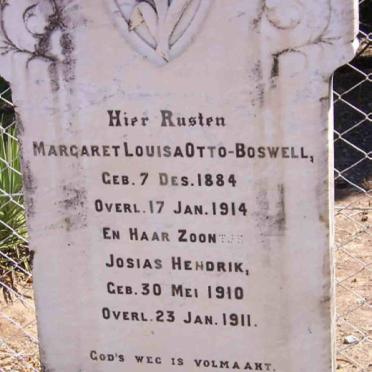 Hier Rusten
Margaret Louisa Otto-Boswell,
Geb. 7 Des. 1884
Overl. 17 Jan. 1914
En Haar Zoontje
Josias Hendrik,
Geb. 30 Mei 1910
Overl. 23 Jan. 1911.
God's weg is volmaakt.